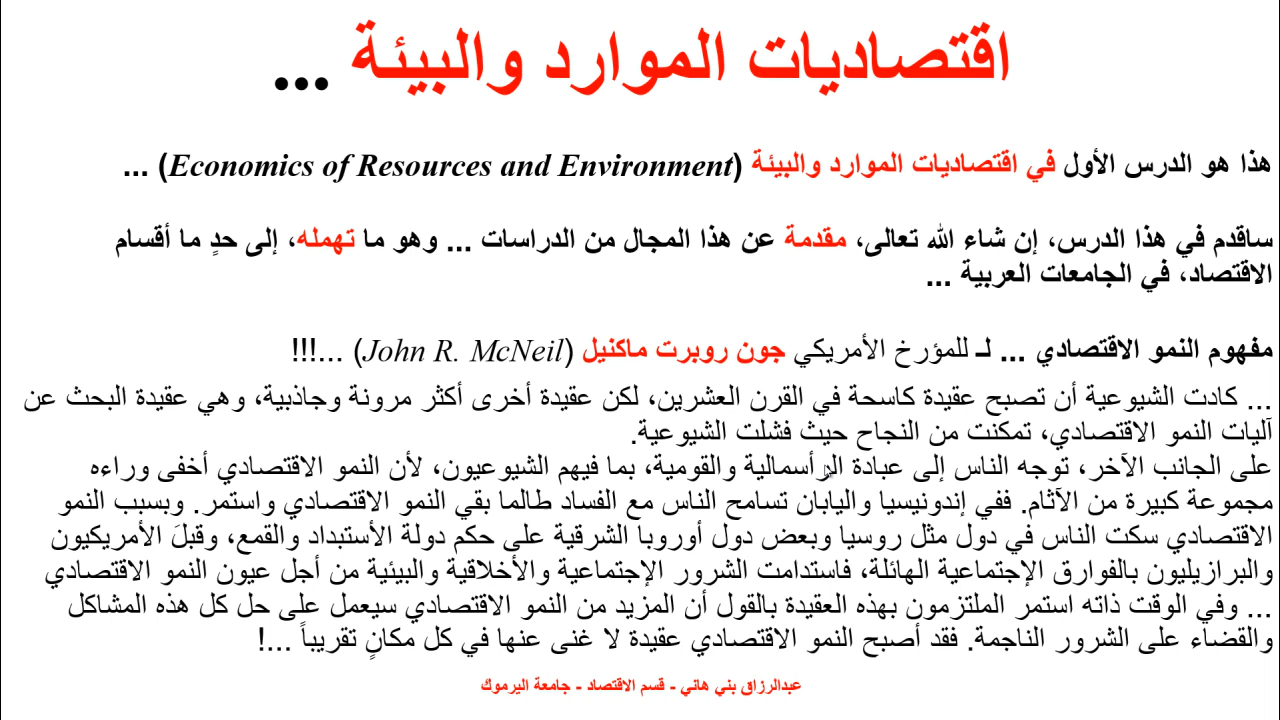 اقتصاديات الموارد والبيئة ...
هذا هو الدرس الأول في اقتصاديات الموارد والبيئة (Economics of Resources and Environment) ...
ساقدم في هذا الدرس، إن شاء الله تعالى، مقدمة عن هذا المجال من الدراسات ... وهو ما تهمله، إلى حدٍ ما أقسام
الاقتصاد، في الجامعات العربية ...
مفهوم النمو الاقتصادي ... لـ للمؤرخ الأمريكي جون روبرت ماكنيل (John R. McNeil) ...!!!
... كادت الشيوعية أن تصبح عقيدة كاسحة في القرن العشرين، لكن عقيدة أخرى أكثر مرونة وجاذبية، وهي عقيدة البحث عن
آليات النمو الاقتصادي، تمكنت من النجاح حيث فشلت الشيوعية.
على الجانب الآخر، توجه الناس إلى عبادة الرأسمالية والقومية، بما فيهم الشيوعيون، لأن النمو الاقتصادي أخفى وراءه
مجموعة كبيرة من الآثام. ففي إندونيسيا واليابان تسامح الناس مع الفساد طالما بقي النمو الاقتصادي واستمر. وبسبب النمو
الاقتصادي سكت الناس في دول مثل روسيا وبعض دول أوروبا الشرقية على حكم دولة الأستبداد والقمع، وقبلَ الأمريكيون
والبرازيليون بالفوارق الإجتماعية الهائلة، فاستدامت الشرور الإجتماعية والأخلاقية والبيئية من أجل عيون النمو الاقتصادي
... وفي الوقت ذاته استمر الملتزمون بهذه العقيدة بالقول أن المزيد من النمو الاقتصادي سيعمل على حل كل هذه المشاكل
والقضاء على الشرور الناجمة. فقد أصبح النمو الاقتصادي عقيدة لا غنى عنها في كل مكانٍ تقريباً ...!
عبدالرزاق بني هاني - قسم الاقتصاد - جامعة اليرموك